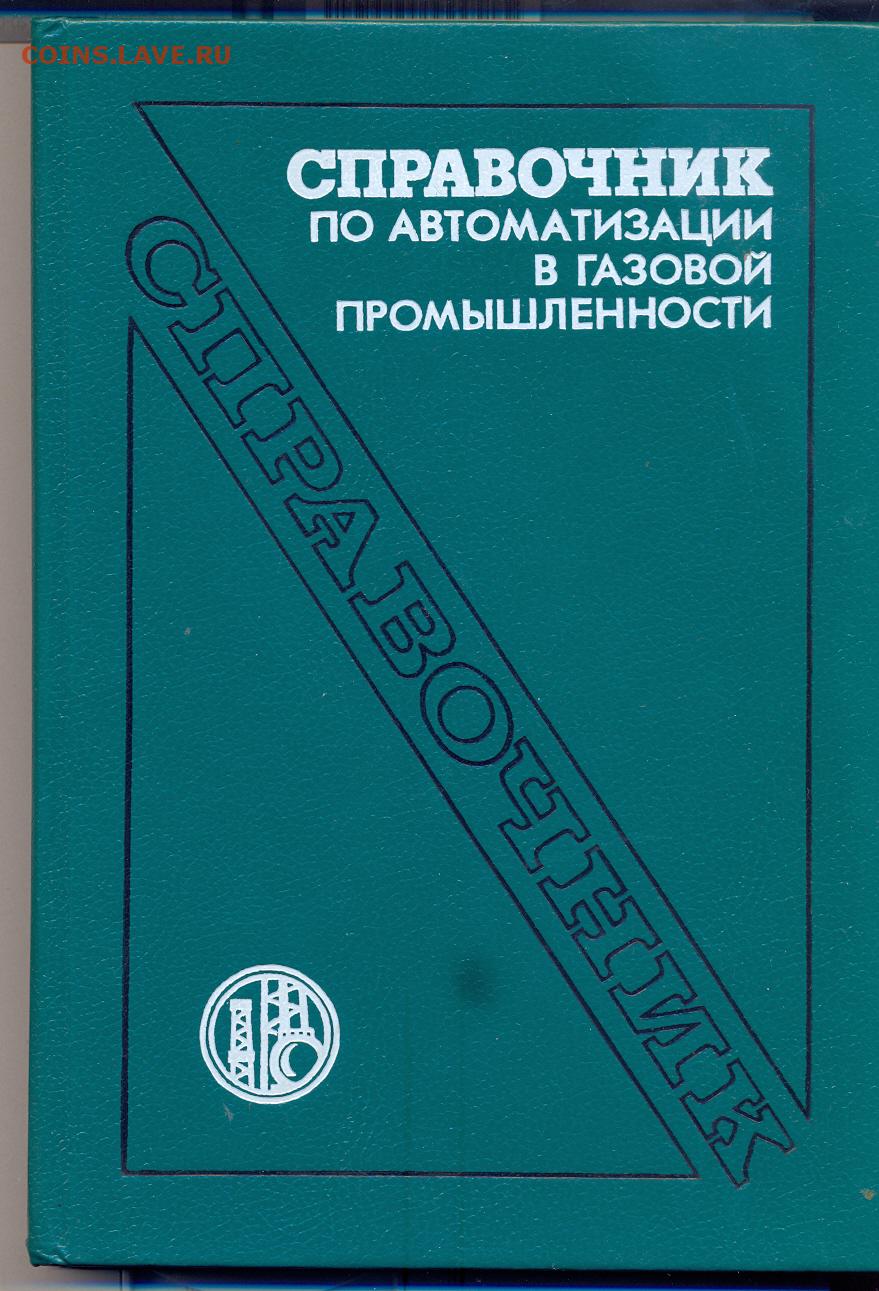 COINS.LAVE.RU
СПРАВОЧНИК
ПО АВТОМАТИЗАЦИИ
В ГАЗОВОЙ
ПРОМЫШЛЕННОСТИ
СПРАВОЧНИК